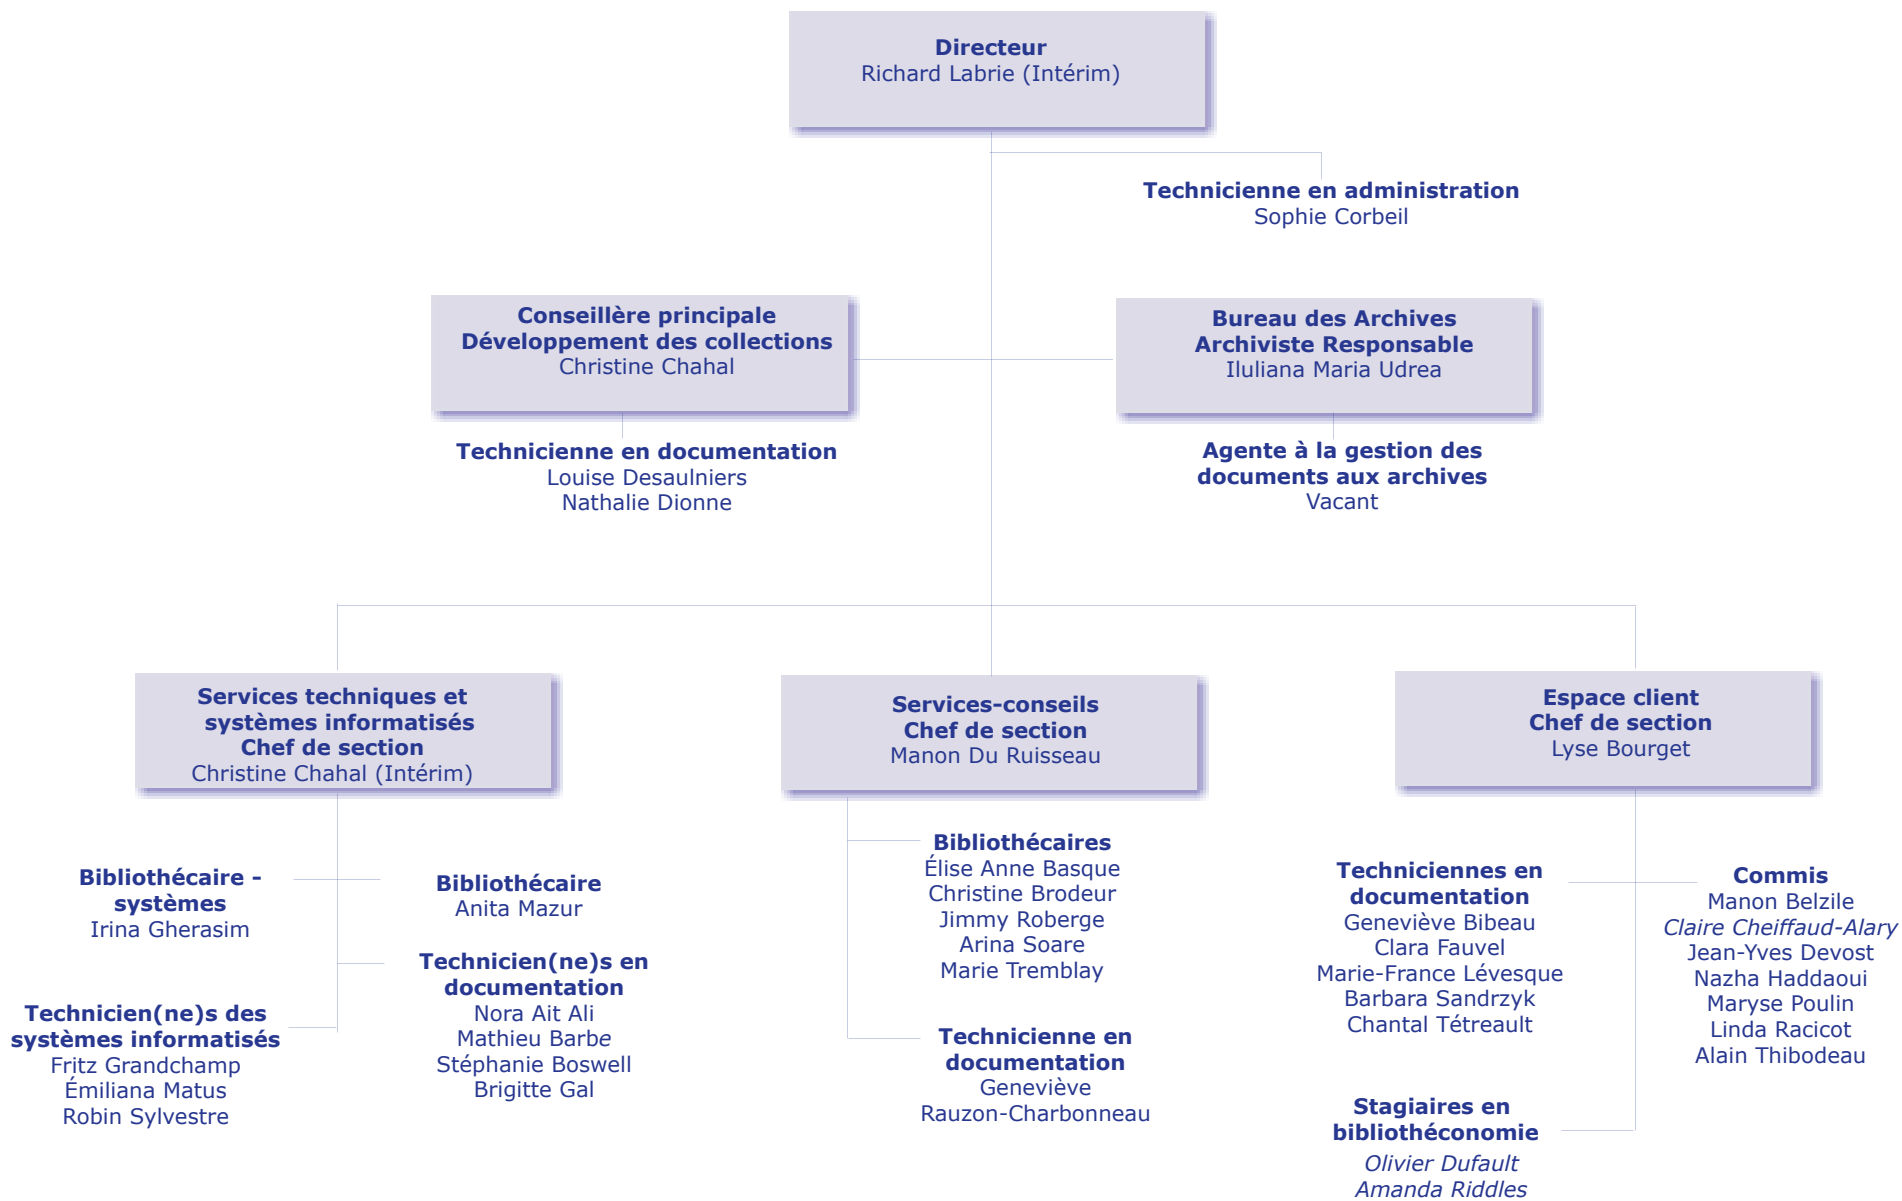 Directeur
Richard Labrie (Intérim)
Technicienne en administration
Sophie Corbeil
Conseillère principale
Développement des collections
Christine Chahal
Technicienne en documentation
Louise Desaulniers
Nathalie Dionne
Bureau des Archives
Archiviste Responsable
Iluliana Maria Udrea
Agente à la gestion des
documents aux archives
Vacant
Services techniques et
systèmes informatisés
Chef de section
Christine Chahal (Intérim)
Bibliothécaire -
systèmes
Irina Gherasim
Technicien(ne)s des
systèmes informatisés
Fritz Grandchamp
Émiliana Matus
Robin Sylvestre
Bibliothécaire
Anita Mazur
Technicien(ne)s en
documentation
Nora Ait Ali
Mathieu Barbe
Stéphanie Boswell
Brigitte Gal
Services-conseils
Chef de section
Manon Du Ruisseau
Bibliothécaires
Élise Anne Basque
Christine Brodeur
Jimmy Roberge
Arina Soare
Marie Tremblay
Technicienne en
documentation
Geneviève
Rauzon-Charbonneau
Espace client
Chef de section
Lyse Bourget
Techniciennes en
documentation
Geneviève Bibeau
Clara Fauvel
Marie-France Lévesque
Barbara Sandrzyk
Chantal Tétreault
Stagiaires en
bibliothéconomie
Olivier Dufault
Amanda Riddles
Commis
Manon Belzile
Claire Cheiffaud-Alary
Jean-Yves Devost
Nazha Haddaoui
Maryse Poulin
Linda Racicot
Alain Thibodeau